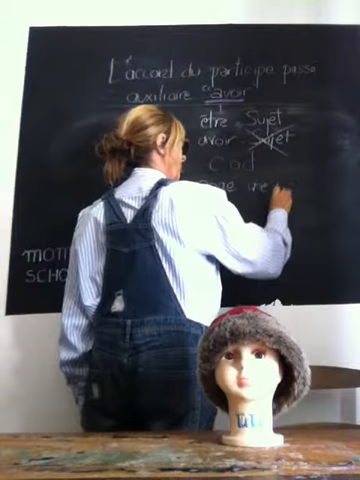 L'accord du participe passé
auxiliaire "avoir"
être : Sujet
avoir : Sujet
Cod
MOTI
SCHO